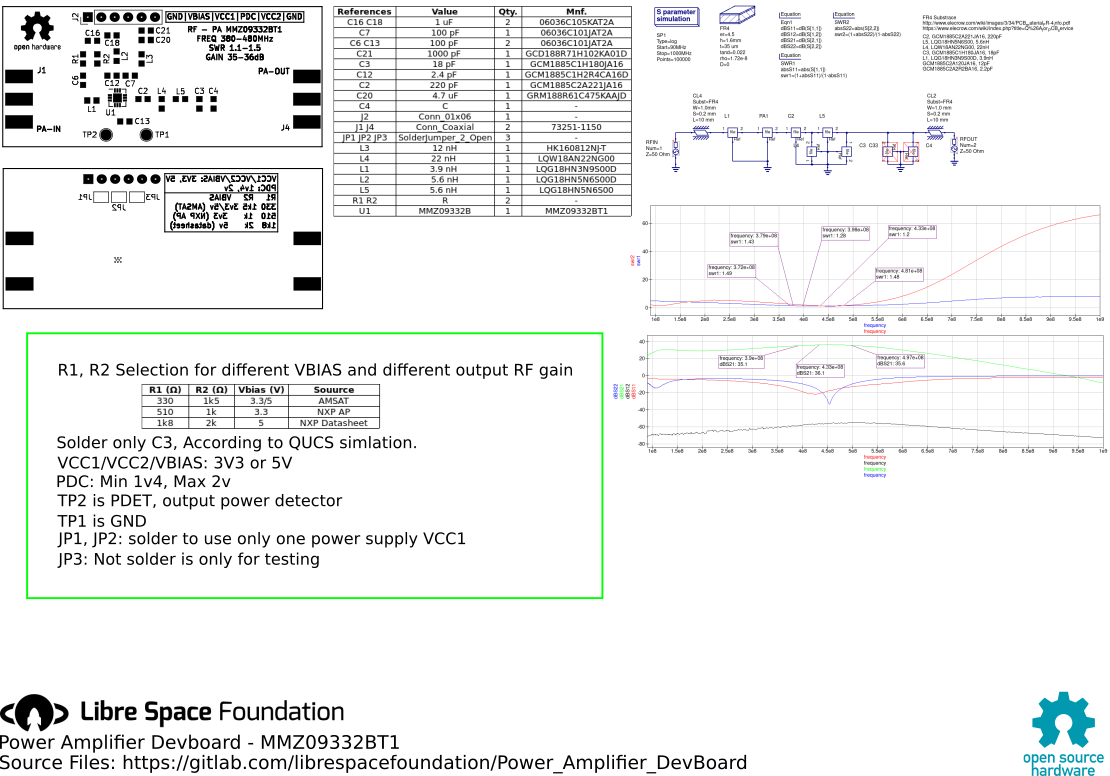 J2
GND|VBIAS|VCC1|PDC|VCC2|GND
open hardware
C16
C18
C21
C20
RF - PA MMZ09332BT1
FREQ 380-480MHz
SWR 1.1-1.5
GAIN 35-36dB
R1
R2
L2
L3
J1
PA-OUT
C6
C12
C7
L1
U1
C2
L4
L5
C3
C4
PA-IN
C13
TP2
TP1
J4
VCC1/VCC2/VBIAS: 3V3, 5V
PDC: 1v4, 2v
R1 R2 VBIAS
330 1k5 3v3/5v (AMSAT)
510 1k 3v3 (NXP AP)
1k8 2k 5v (datasheet)
JP1
JP2
JP3
References Value Qty. Mnf.
C16 C18 1 uF 2 06036C105KAT2A
C7 100 pF 1 06036C101JAT2A
C6 C13 100 pF 2 06036C101JAT2A
C21 1000 pF 1 GCD188R71H102KA01D
C3 18 pF 1 GCM1885C1H180JA16
C12 2.4 pF 1 GCM1885C1H2R4CA16D
C2 220 pF 1 GCM1885C2A221JA16
C20 4.7 uF 1 GRM188R61C475KAAJD
C4 C 1 -
J2 Conn_01x06 1 -
J1 J4 Conn_Coaxial 2 73251-1150
JP1 JP2 JP3 SolderJumper_2_Open 3 -
L3 12 nH 1 HK160812NJ-T
L4 22 nH 1 LQW18AN22NG00
L1 3.9 nH 1 LQG18HN3N9S00D
L2 5.6 nH 1 LQG18HN5N6S00D
L5 5.6 nH 1 LQG18HN5N6S00
R1 R2 R 2 -
U1 MMZ09332B 1 MMZ09332BT1
S parameter
simulation
SP1
Type=log
Start=90MHz
Stop=1000MHz
Points=100000
FR4
er=4.5
h=1.6mm
t=35 um
tand=0.022
rho=1.72e-8
D=0
Equation
Eqn1
dBS11=dB(S[1,1])
dBS12=dB(S[1,2])
dBS21=dB(S[2,1])
dBS22=dB(S[2,2])
Equation
SWR1
absS11=abs(S[1,1])
swr1=(1+absS11)/(1-absS11)
Equation
SWR2
absS22=abs(S[2,2])
swr2=(1+absS22)/(1-absS22)
FR4 Substrace
C2, GCM1885C2A221JA16, 220pF
L5, LQG18HN5N6S00, 5.6nH
L4, LQW18AN22NG00, 22nH
C3, GCM1885C1H180JA16, 18pF
L1, LQG18HN3N9S00D, 3.9nH
GCM1885C2A120JA16, 12pF
GCM1885C2A2R2BA16, 2.2pF
CL4
Subst=FR4
W=1.0mm
S=0.2 mm
L=10 mm
CL2
Subst=FR4
W=1.0 mm
S=0.2 mm
L=10 mm
L1
PA1
C2
L5
L4
C3
C33
C4
RFIN
Num=1
Z=50 Ohm
RFOUT
Num=2
Z=50 Ohm
swr2
swr1
60
40
20
0
frequency: 3.79e+08
swr1: 1.43
frequency: 3.98e+08
swr1: 1.28
frequency: 4.33e+08
swr1: 1.2
frequency: 3.72e+08
swr1: 1.49
frequency: 4.81e+08
swr1: 1.48
1e8 1.5e8 2e8 2.5e8 3e8 3.5e8 4e8 4.5e8 5e8 5.5e8 6e8 6.5e8 7e8 7.5e8 8e8 8.5e8 9e8 9.5e8 1e9
frequency
frequency
dBS22
dBS21
dBS12
dBS11
40
20
0
-20
-40
-60
-80
frequency: 3.9e+08
dBS21: 35.1
frequency: 4.33e+08
dBS21: 36.1
frequency: 4.97e+08
dBS21: 35.6
1e8 1.5e8 2e8 2.5e8 3e8 3.5e8 4e8 4.5e8 5e8 5.5e8 6e8 6.5e8 7e8 7.5e8 8e8 8.5e8 9e8 9.5e8 1e9
frequency
frequency
frequency
frequency
R1, R2 Selection for different VBIAS and different output RF gain
R1 (Ω) R2 (Ω) Vbias (V) Souurce
330 1k5 3.3/5 AMSAT
510 1k 3.3 NXP AP
1k8 2k 5 NXP Datasheet
Solder only C3, According to QUCS simlation.
VCC1/VCC2/VBIAS: 3V3 or 5V
PDC: Min 1v4, Max 2v
TP2 is PDET, output power detector
TP1 is GND
JP1, JP2: solder to use only one power supply VCC1
JP3: Not solder is only for testing
Libre Space Foundation
Power Amplifier Devboard - MMZ09332BT1
Source Files: https://gitlab.com/librespacefoundation/Power_Amplifier_DevBoard
open source
hardware